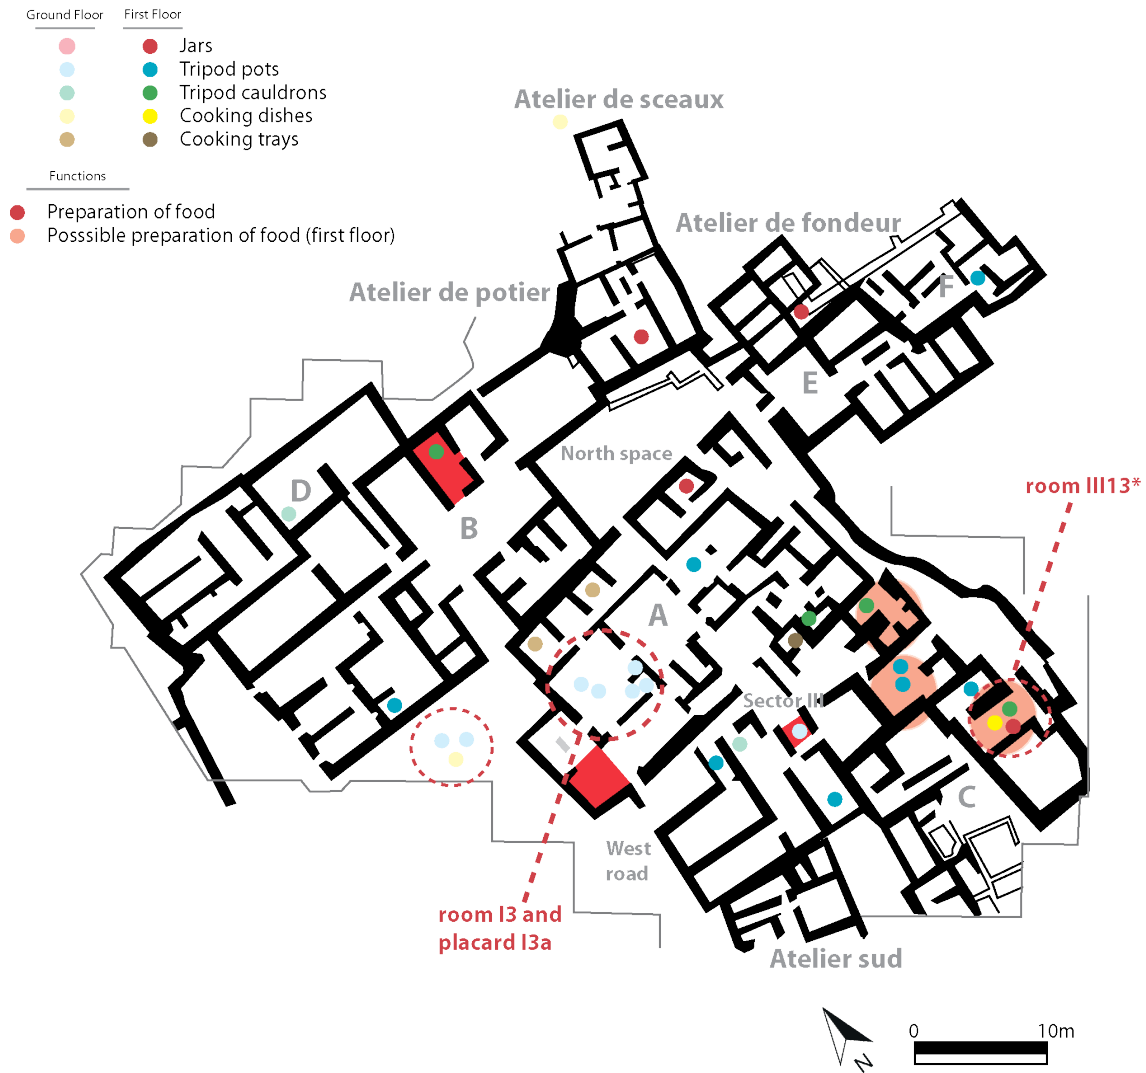 Ground Floor
First Floor
Jars
Tripod pots
Tripod cauldrons
Cooking dishes
Cooking trays
Functions
Preparation of food
Posssible preparation of food (first floor)
Atelier de sceaux
Atelier de fondeur
Atelier de potier
F
E
North space
D
B
room III13*
A
Sector III
C
West
road
room I3 and
placard I3a
Atelier sud
N
0 10m